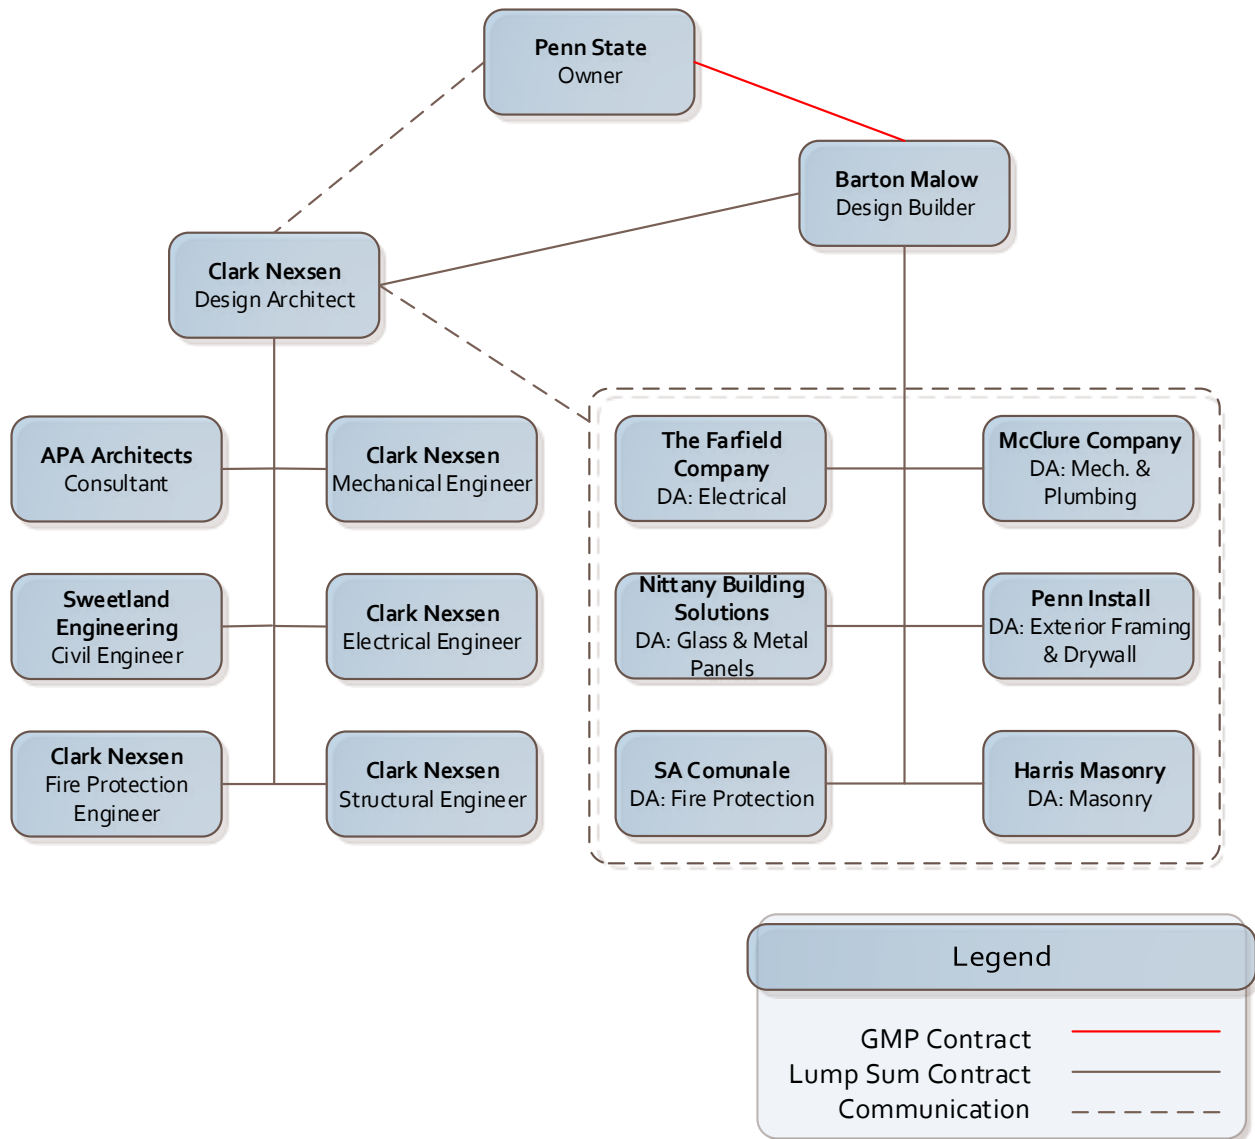 Penn State
Owner
Barton Malow
Design Builder
Clark Nexsen
Design Architect
APA Architects
Consultant
Clark Nexsen
Mechanical Engineer
The Farfield
Company
DA: Electrical
McClure Company
DA: Mech. &
Plumbing
Sweetland
Engineering
Civil Engineer
Clark Nexsen
Electrical Engineer
Nittany Building
Solutions
DA: Glass & Metal
Panels
Penn Install
DA: Exterior Framing
& Drywall
Clark Nexsen
Fire Protection
Engineer
Clark Nexsen
Structural Engineer
SA Comunale
DA: Fire Protection
Harris Masonry
DA: Masonry
Legend
GMP Contract
Lump Sum Contract
Communication